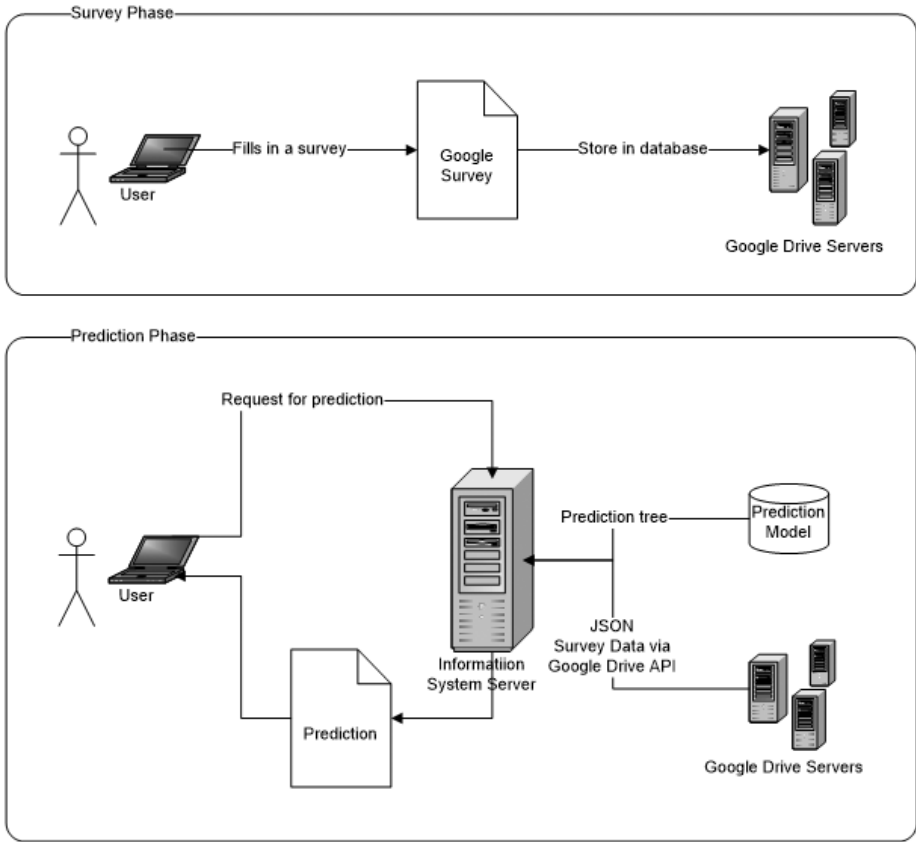 Survey Phase
Fills in a survey
Google
Survey
Store in database
User
Google Drive Servers
Prediction Phase
Request for prediction
Prediction tree
Prediction
Model
User
JSON
Survey Data via
Google Drive API
Informatiion
System Server
Prediction
Google Drive Servers